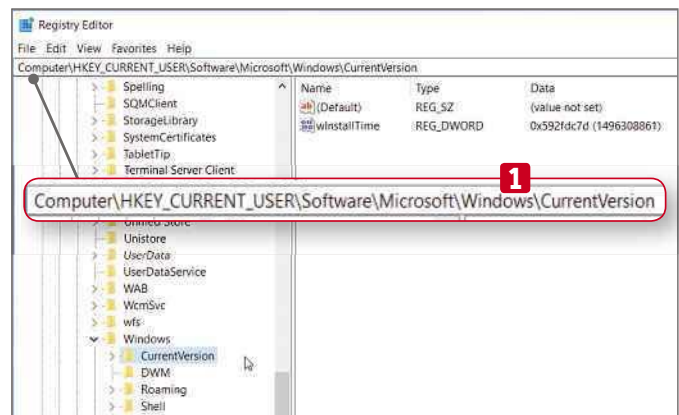 Registry Editor
File Edit View Favorites Help
Computer\HKEY_CURRENT_USER\Software\Microsoft\Windows\CurrentVersion
Spelling
SQMClient
StorageLibrary
SystemCertificates
TabletTip
Terminal Server Client
Name Type Data
(Default) REG_SZ (value not set)
wInstallTime REG_DWORD 0x592fdc7d (1496308861)
1
Computer\HKEY_CURRENT_USER\Software\Microsoft\Windows\CurrentVersion
Unified Store
Unistore
UserData
UserDataService
WAB
WcmSvc
wfs
Windows
CurrentVersion
DWM
Roaming
Shell